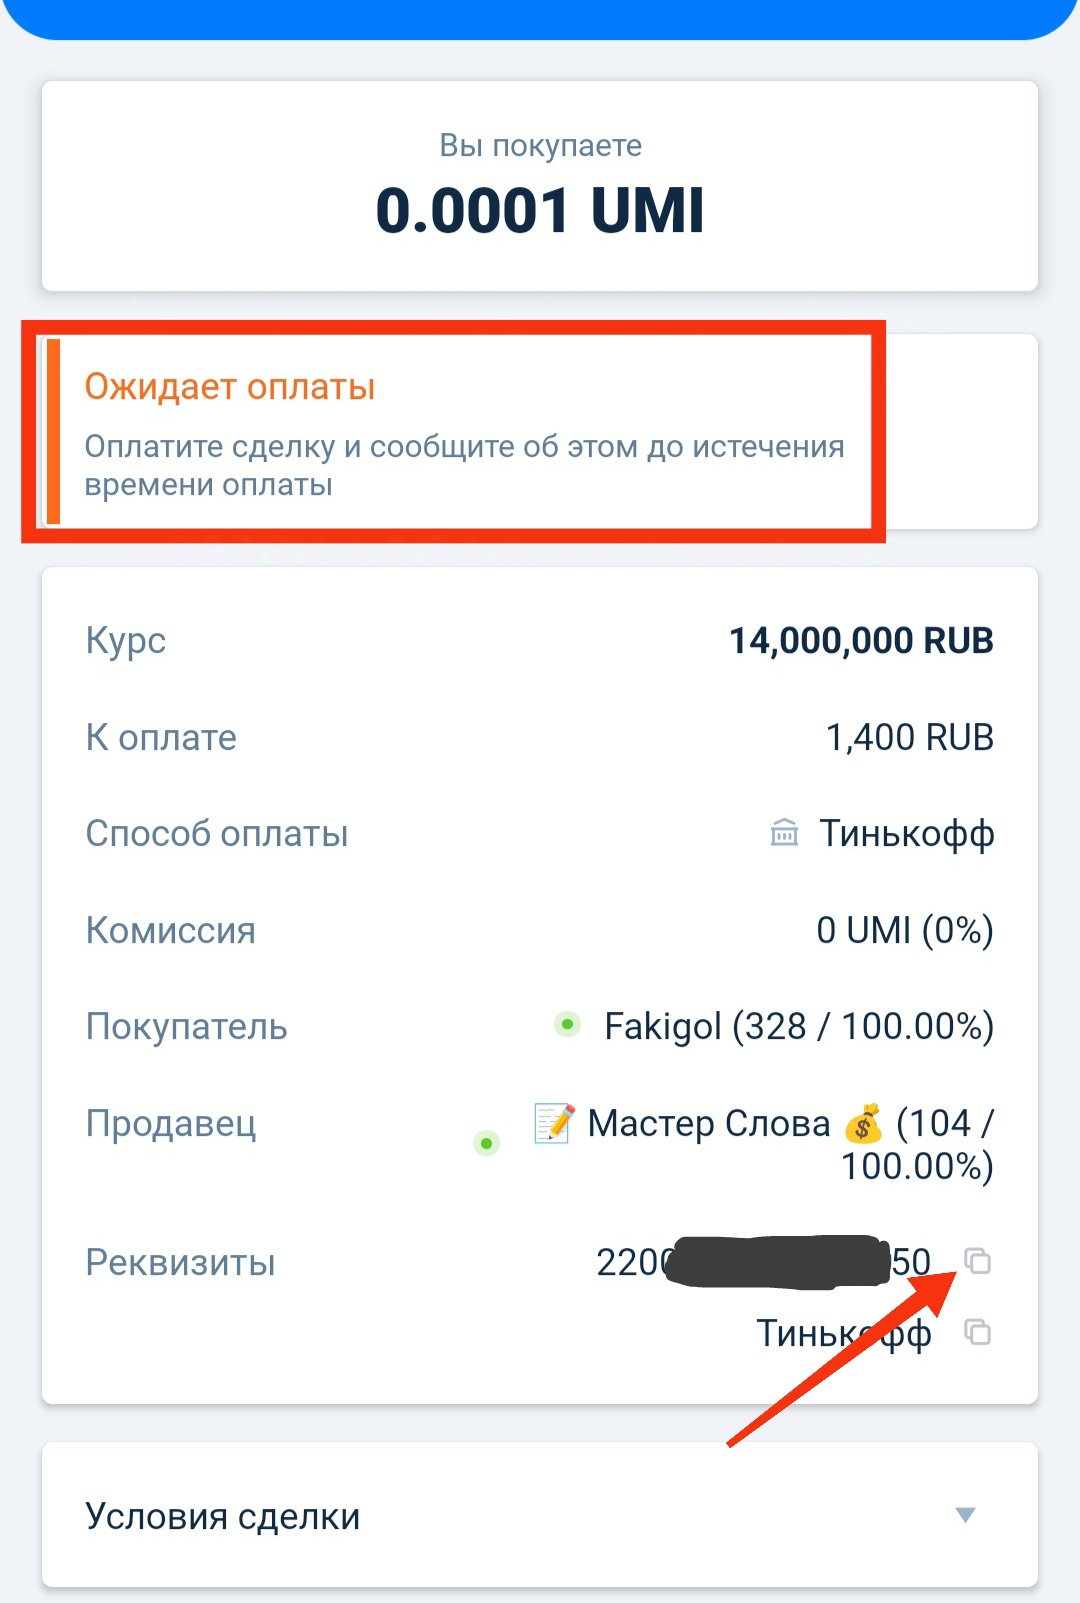 Вы покупаете
0.0001 UMI
Ожидает оплаты
Оплатите сделку и сообщите об этом до истечения
времени оплаты
Курс 14,000,000 RUB
К оплате 1,400 RUB
Способ оплаты Тинькофф
Комиссия 0 UMI (0%)
Покупатель Fakigol (328 / 100.00%)
Продавец 📝 Мастер Слова 💰 (104 /
100.00%)
Реквизиты 2200 50
Тинькофф
Условия сделки